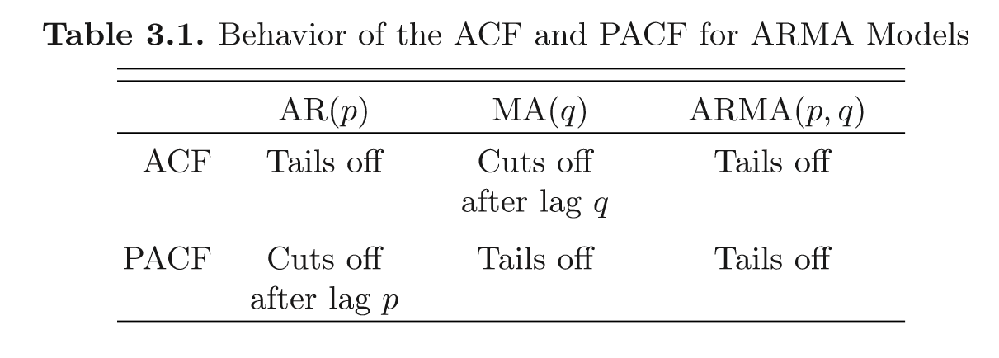 Table 3.1. Behavior of the ACF and PACF for ARMA Models
AR(p) MA(q) ARMA(p, q)
ACF Tails off Cuts off Tails off
after lag q
PACF Cuts off Tails off Tails off
after lag p